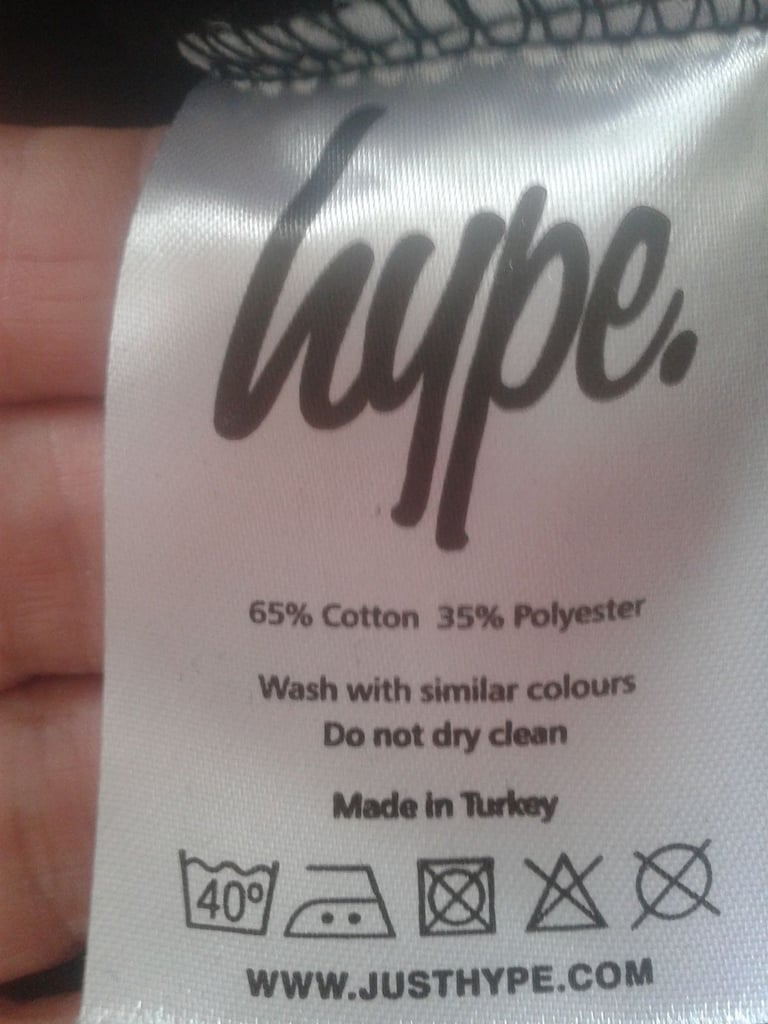 hype.
65% Cotton 35% Polyester
Wash with similar colours
Do not dry clean
Made in Turkey
40º
WWW.JUSTHYPE.COM